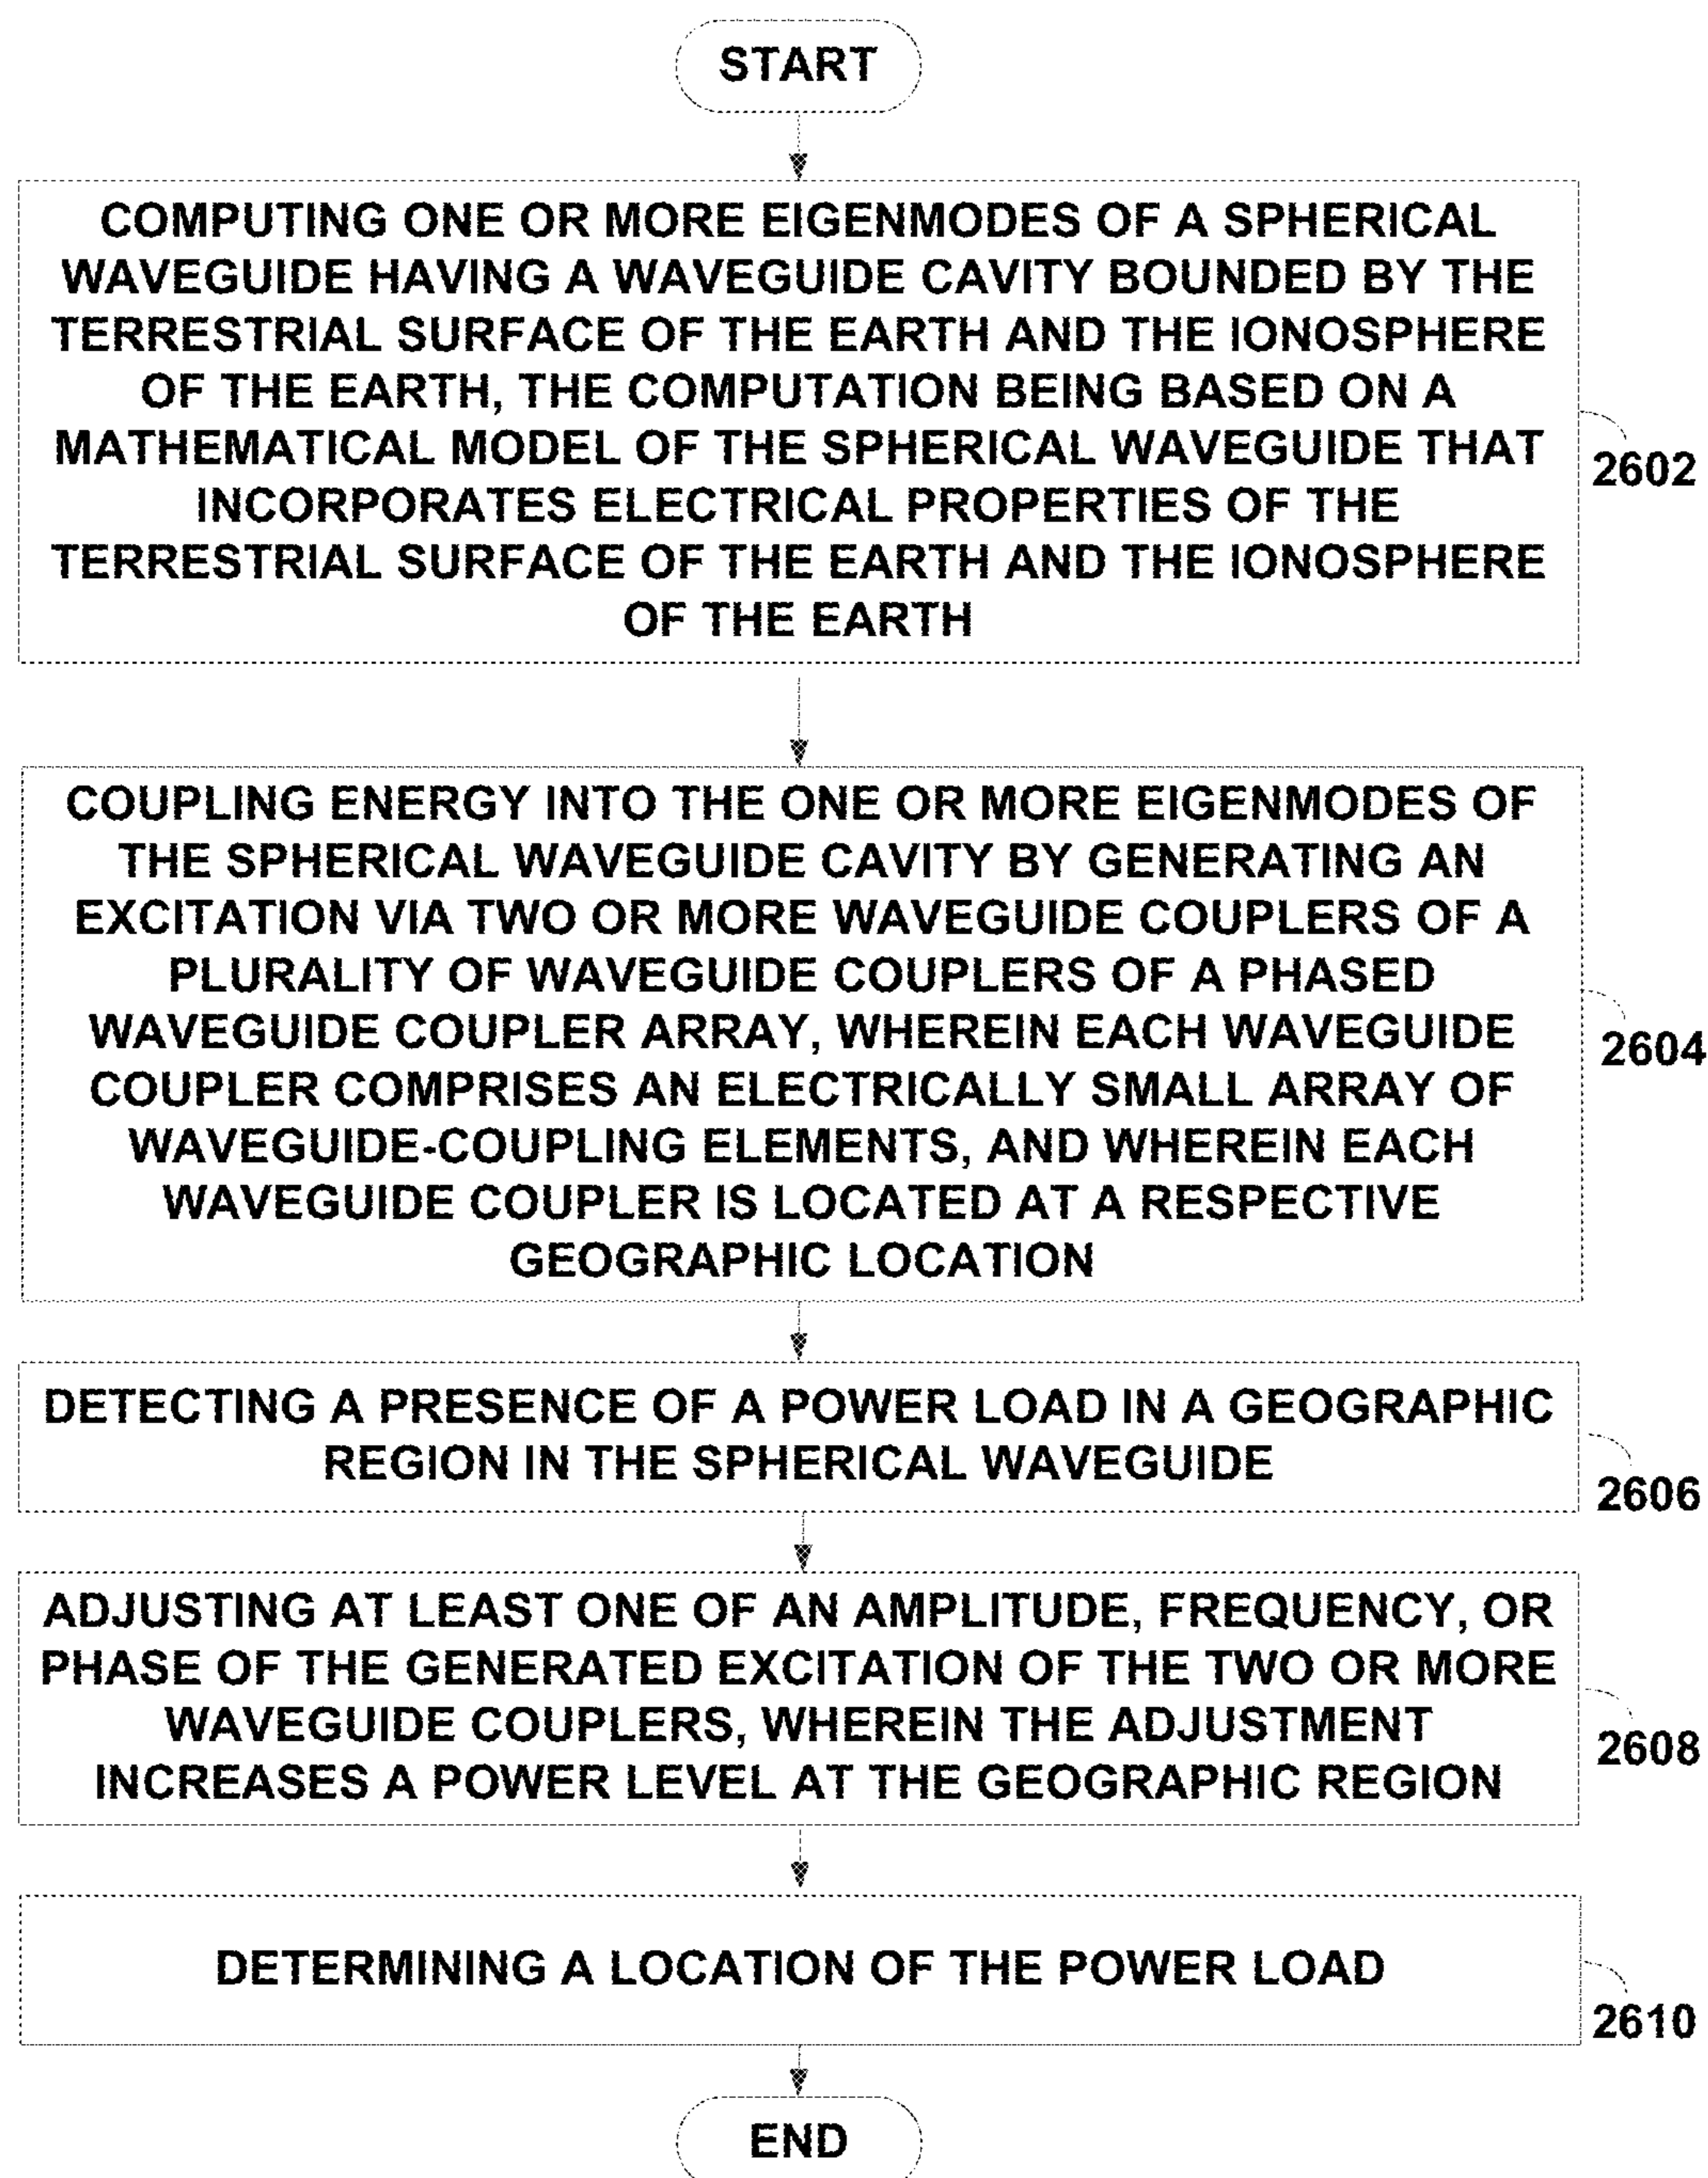 START
COMPUTING ONE OR MORE EIGENMODES OF A SPHERICAL
WAVEGUIDE HAVING A WAVEGUIDE CAVITY BOUNDED BY THE
TERRESTRIAL SURFACE OF THE EARTH AND THE IONOSPHERE
OF THE EARTH, THE COMPUTATION BEING BASED ON A
MATHEMATICAL MODEL OF THE SPHERICAL WAVEGUIDE THAT
INCORPORATES ELECTRICAL PROPERTIES OF THE
TERRESTRIAL SURFACE OF THE EARTH AND THE IONOSPHERE
OF THE EARTH
2602
COUPLING ENERGY INTO THE ONE OR MORE EIGENMODES OF
THE SPHERICAL WAVEGUIDE CAVITY BY GENERATING AN
EXCITATION VIA TWO OR MORE WAVEGUIDE COUPLERS OF A
PLURALITY OF WAVEGUIDE COUPLERS OF A PHASED
WAVEGUIDE COUPLER ARRAY, WHEREIN EACH WAVEGUIDE
COUPLER COMPRISES AN ELECTRICALLY SMALL ARRAY OF
WAVEGUIDE-COUPLING ELEMENTS, AND WHEREIN EACH
WAVEGUIDE COUPLER IS LOCATED AT A RESPECTIVE
GEOGRAPHIC LOCATION
2604
DETECTING A PRESENCE OF A POWER LOAD IN A GEOGRAPHIC
REGION IN THE SPHERICAL WAVEGUIDE
2606
ADJUSTING AT LEAST ONE OF AN AMPLITUDE, FREQUENCY, OR
PHASE OF THE GENERATED EXCITATION OF THE TWO OR MORE
WAVEGUIDE COUPLERS, WHEREIN THE ADJUSTMENT
INCREASES A POWER LEVEL AT THE GEOGRAPHIC REGION
2608
DETERMINING A LOCATION OF THE POWER LOAD
2610
END